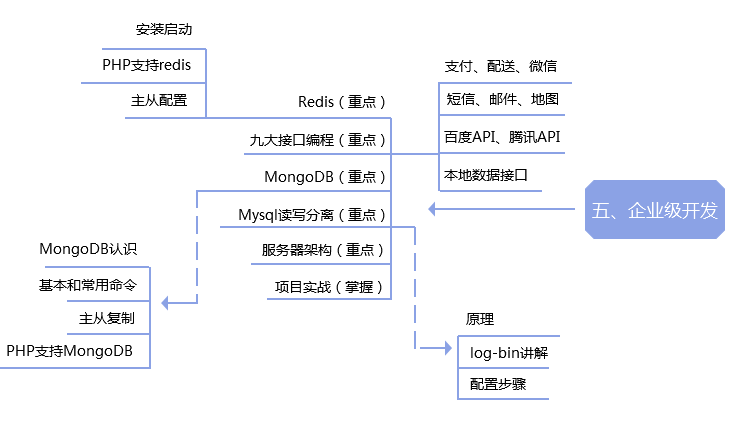 安装启动
PHP支持redis
主从配置
支付、配送、微信
短信、邮件、地图
百度API、腾讯API
本地数据接口
Redis（重点）
九大接口编程（重点）
MongoDB（重点）
Mysql读写分离（重点）
服务器架构（重点）
项目实战（掌握）
五、企业级开发
MongoDB认识
基本和常用命令
主从复制
PHP支持MongoDB
原理
log-bin讲解
配置步骤